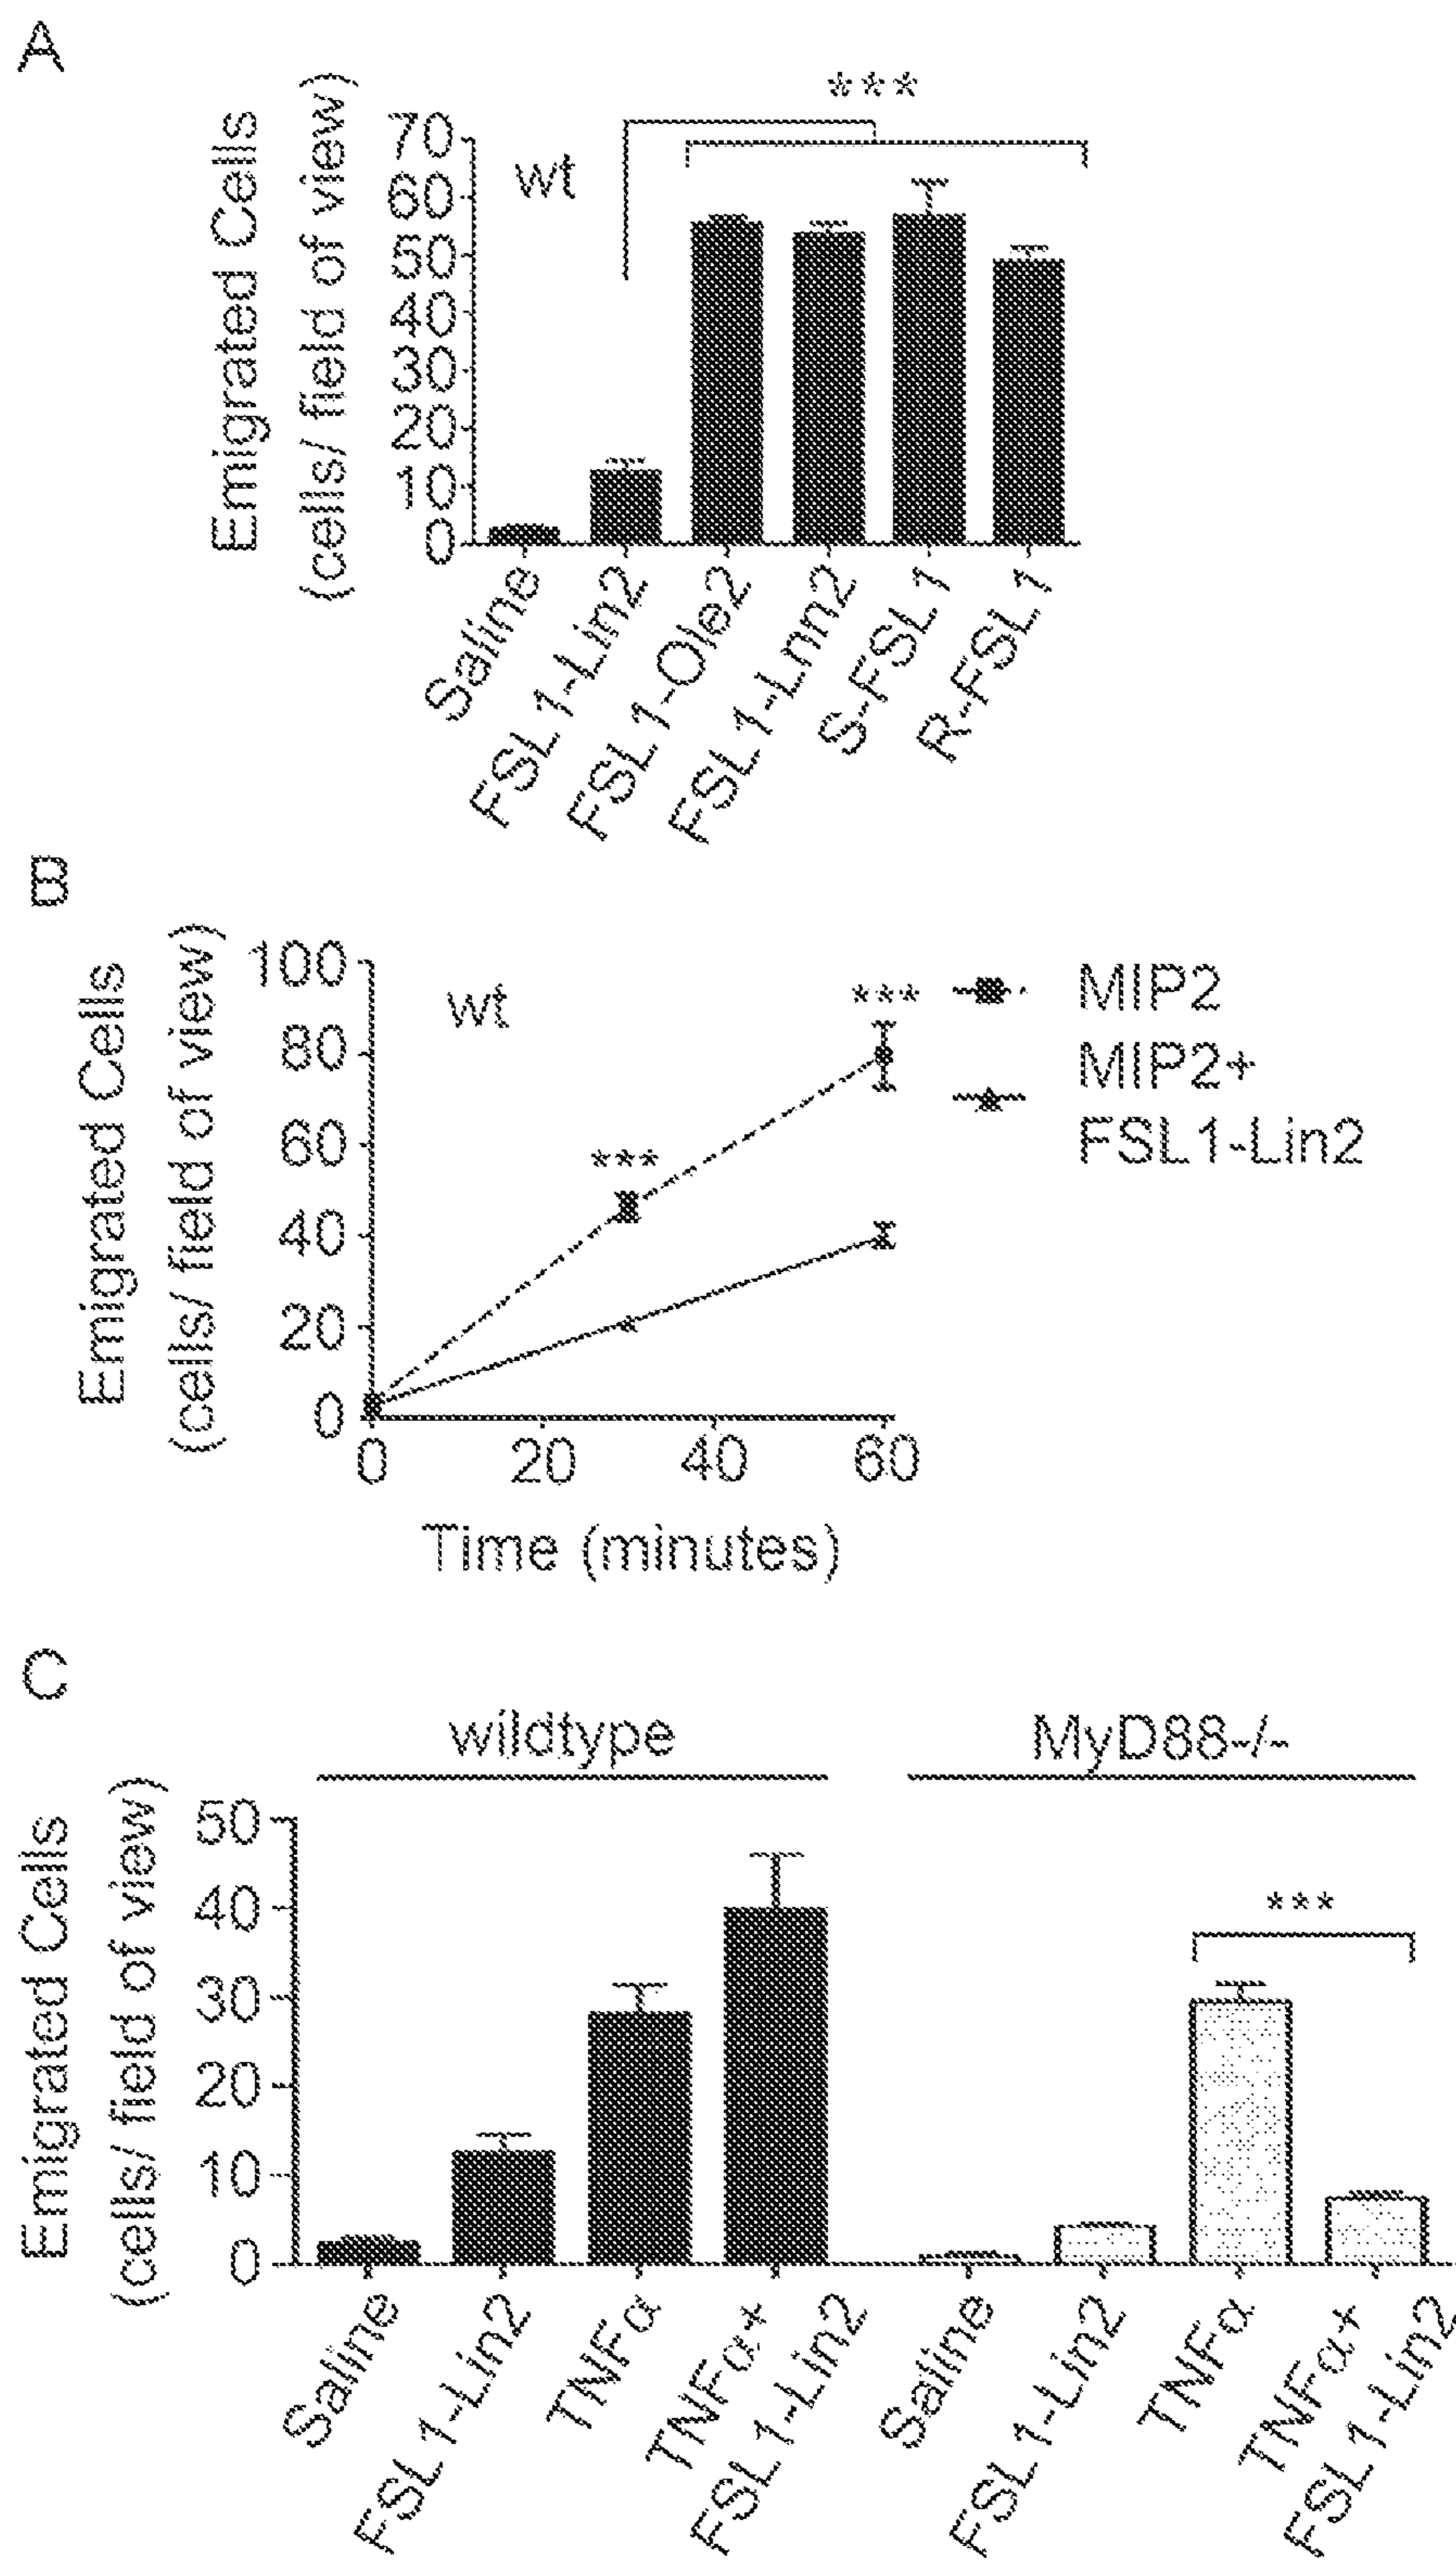 A
***
wt
Emigrated Cells
(cells/ field of view)
70
60
50
40
30
20
10
0
Saline
FSL1-Lin2
FSL1-Ole2
FSL1-Lnn2
S-FSL1
R-FSL1
B
wt
Emigrated Cells
(cells/ field of view)
100
80
60
40
20
0
***
***
MIP2
MIP2+
FSL1-Lin2
0 20 40 60
Time (minutes)
C
wildtype MyD88-/-
Emigrated Cells
(cells/ field of view)
50
40
30
20
10
0
***
Saline
FSL1-Lin2
TNFα
TNFα+
FSL1-Lin2
Saline
FSL1-Lin2
TNFα
TNFα+
FSL1-Lin2